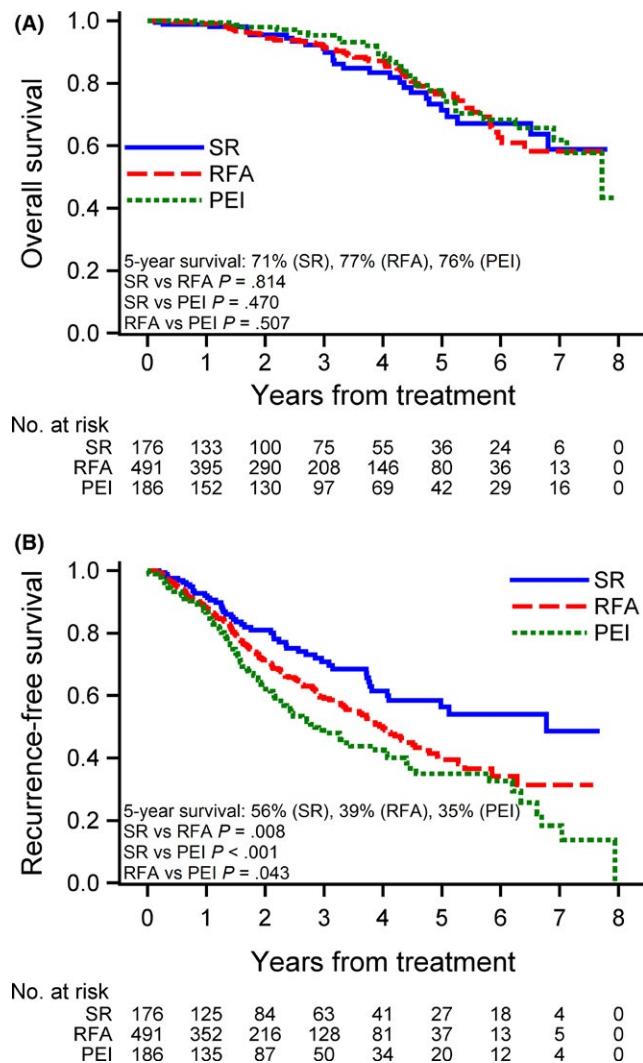 (A)
1.0
0.8
0.6
0.4
0.2
0.0
Overall survival
SR
RFA
PEI
5-year survival: 71% (SR), 77% (RFA), 76% (PEI)
SR vs RFA P = .814
SR vs PEI P = .470
RFA vs PEI P = .507
0 1 2 3 4 5 6 7 8
Years from treatment
No. at risk
SR 176 133 100 75 55 36 24 6 0
RFA 491 395 290 208 146 80 36 13 0
PEI 186 152 130 97 69 42 29 16 0
(B)
1.0
0.8
0.6
0.4
0.2
0.0
Recurrence-free survival
SR
RFA
PEI
5-year survival: 56% (SR), 39% (RFA), 35% (PEI)
SR vs RFA P = .008
SR vs PEI P < .001
RFA vs PEI P = .043
0 1 2 3 4 5 6 7 8
Years from treatment
No. at risk
SR 176 125 84 63 41 27 18 4 0
RFA 491 352 216 128 81 37 13 5 0
PEI 186 135 87 50 34 20 12 4 0